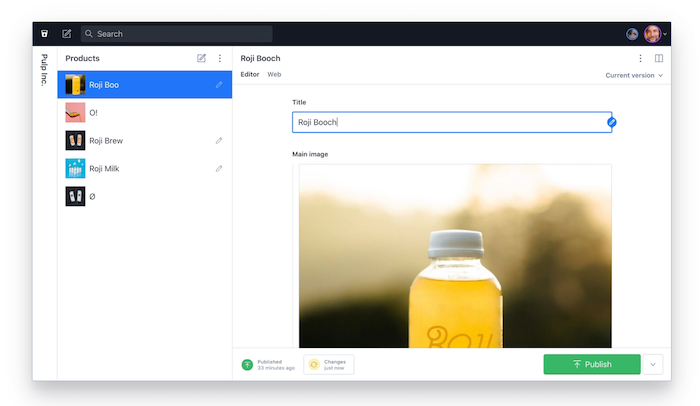 Search
Pulp Inc.
Products
Roji Boo
O!
Roji Brew
Roji Milk
Ø
Roji Booch
Editor Web
Current version
Title
Roji Booch
Main image
ROJI
Published
33 minutes ago
Changes
just now
Publish